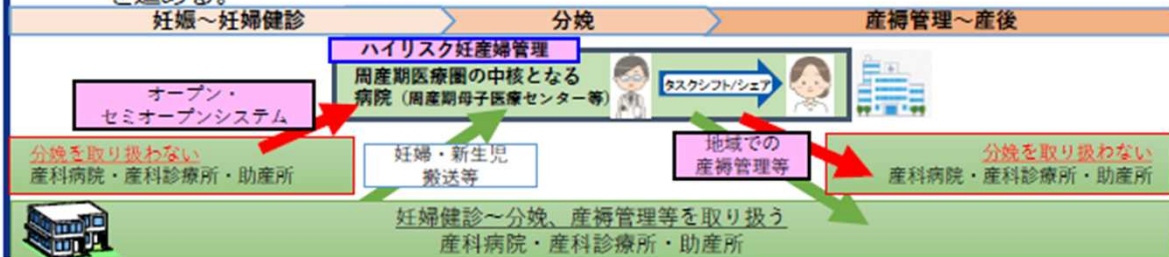 を進める。
妊娠～妊婦健診
分娩
産褥管理～産後
ハイリスク妊産婦管理
周産期医療圏の中核となる
病院（周産期母子医療センター等）
タスクシフト/シェア
オープン・
セミオープンシステム
分娩を取り扱わない
産科病院・産科診療所・助産所
妊婦・新生児
搬送等
地域での
産褥管理等
分娩を取り扱わない
産科病院・産科診療所・助産所
妊婦健診～分娩、産褥管理等を取り扱う
産科病院・産科診療所・助産所